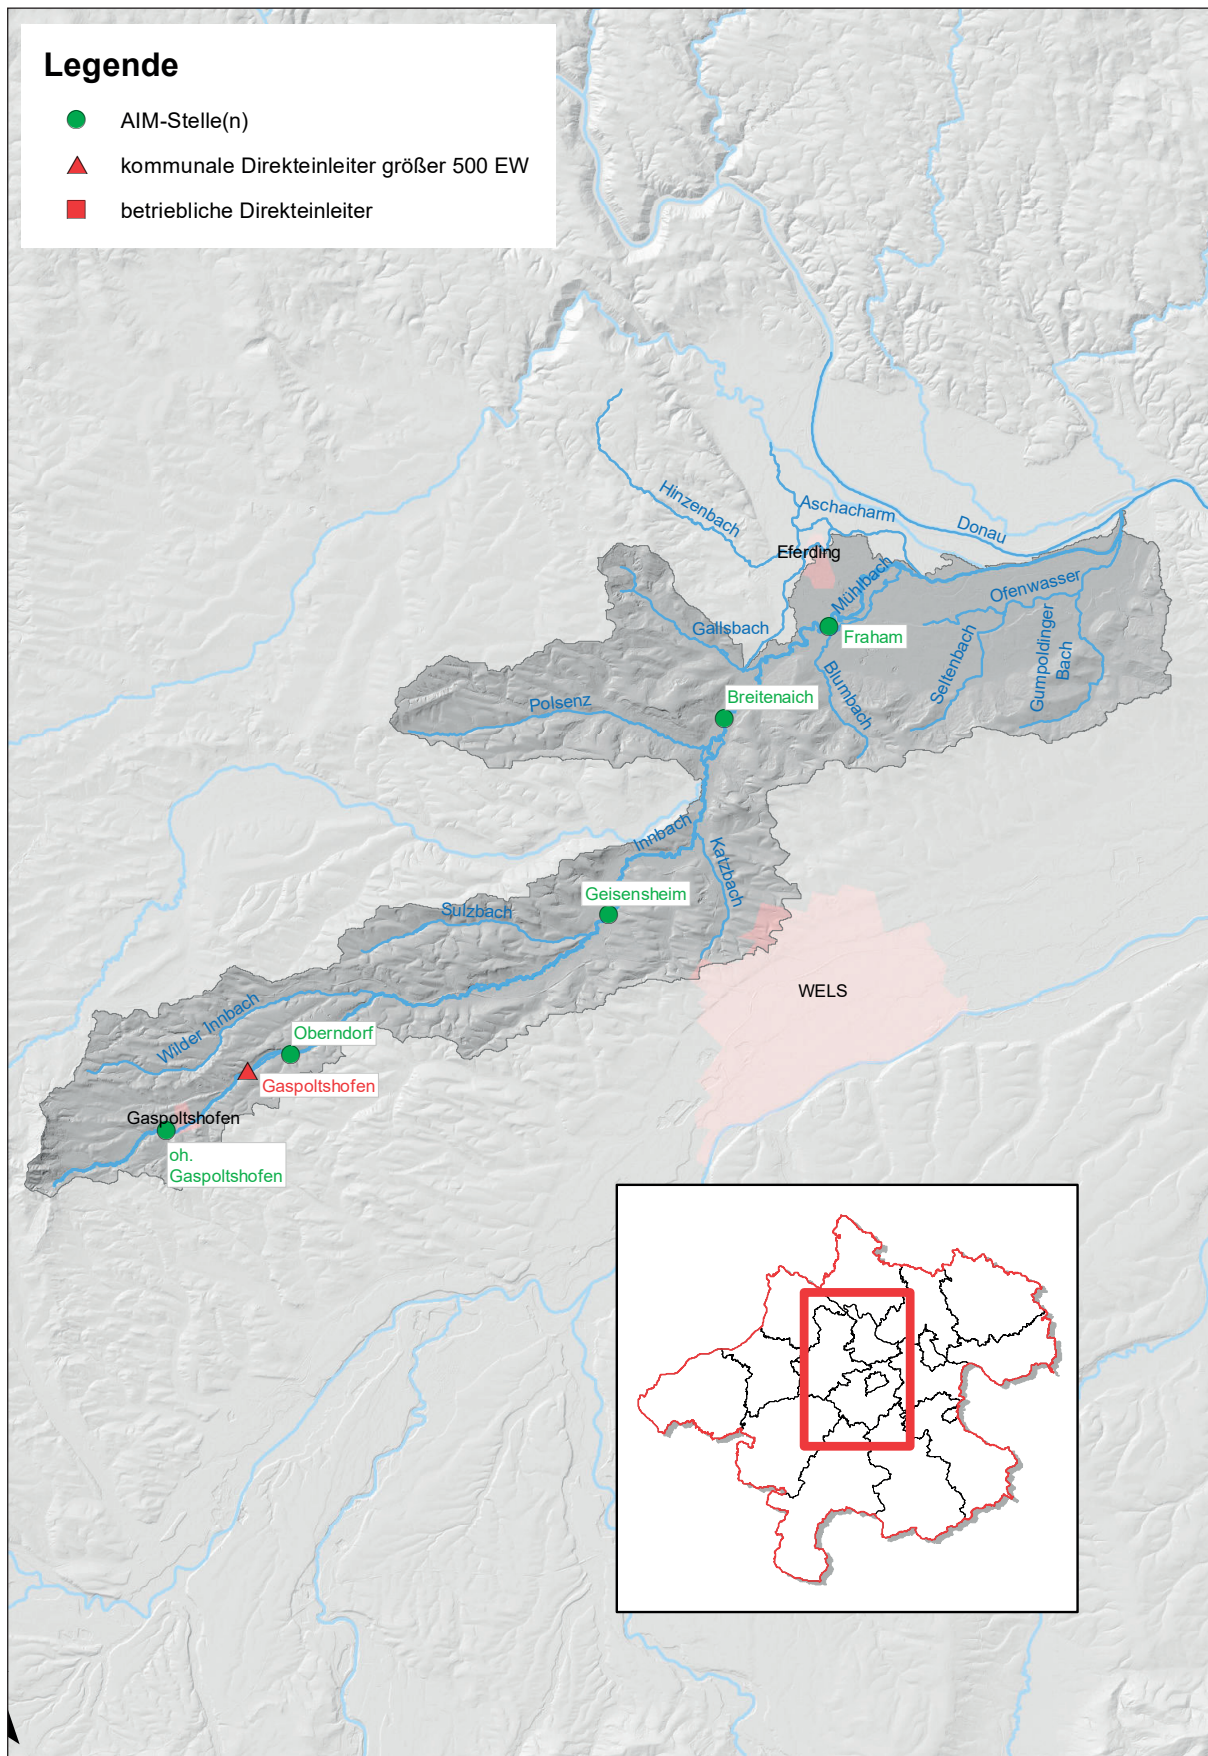 Legende
AIM-Stelle(n)
kommunale Direkteinleiter größer 500 EW
betriebliche Direkteinleiter
Hinzenbach
Aschacharm
Donau
Eferding
Mühlbach
Ofenwasser
Gallsbach
Fraham
Seltenbach
Gumpoldinger
Bach
Blumbach
Breitenaich
Polsenz
Innbach
Katzbach
Geisensheim
Sulzbach
WELS
Wilder Innbach
Oberndorf
Gaspoltshofen
Gaspoltshofen
oh.
Gaspoltshofen